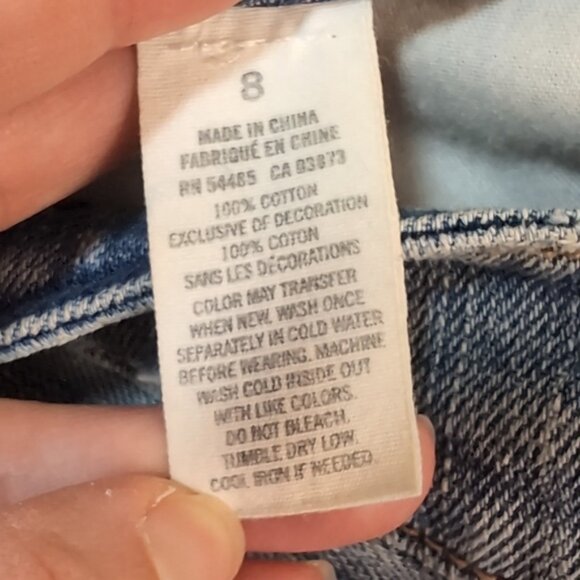 8
MADE IN CHINA
FABRIQUÉ EN CHINE
RN 54485 CA 03873
100% COTTON
EXCLUSIVE OF DECORATION
100% COTON
SANS LES DÉCORATIONS
COLOR MAY TRANSFER
WHEN NEW, WASH ONCE
SEPARATELY IN COLD WATER
BEFORE WEARING. MACHINE
WASH COLD INSIDE OUT
WITH LIKE COLORS.
DO NOT BLEACH.
TUMBLE DRY LOW.
COOL IRON IF NEEDED.